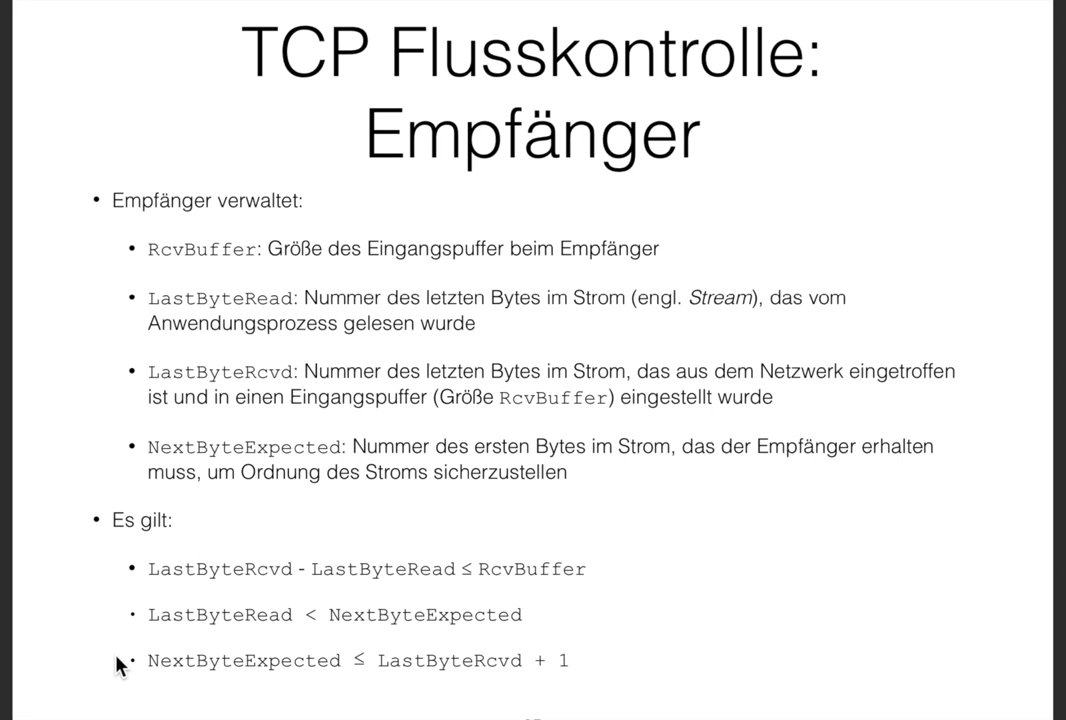 TCP Flusskontrolle:
Empfänger
• Empfänger verwaltet:
• RcvBuffer: Größe des Eingangspuffer beim Empfänger
• LastByteRead: Nummer des letzten Bytes im Strom (engl. Stream), das vom
Anwendungsprozess gelesen wurde
• LastByteRcvd: Nummer des letzten Bytes im Strom, das aus dem Netzwerk eingetroffen
ist und in einen Eingangspuffer (Größe RcvBuffer) eingestellt wurde
• NextByteExpected: Nummer des ersten Bytes im Strom, das der Empfänger erhalten
muss, um Ordnung des Stroms sicherzustellen
• Es gilt:
• LastByteRcvd - LastByteRead ≤ RcvBuffer
• LastByteRead < NextByteExpected
• NextByteExpected ≤ LastByteRcvd + 1